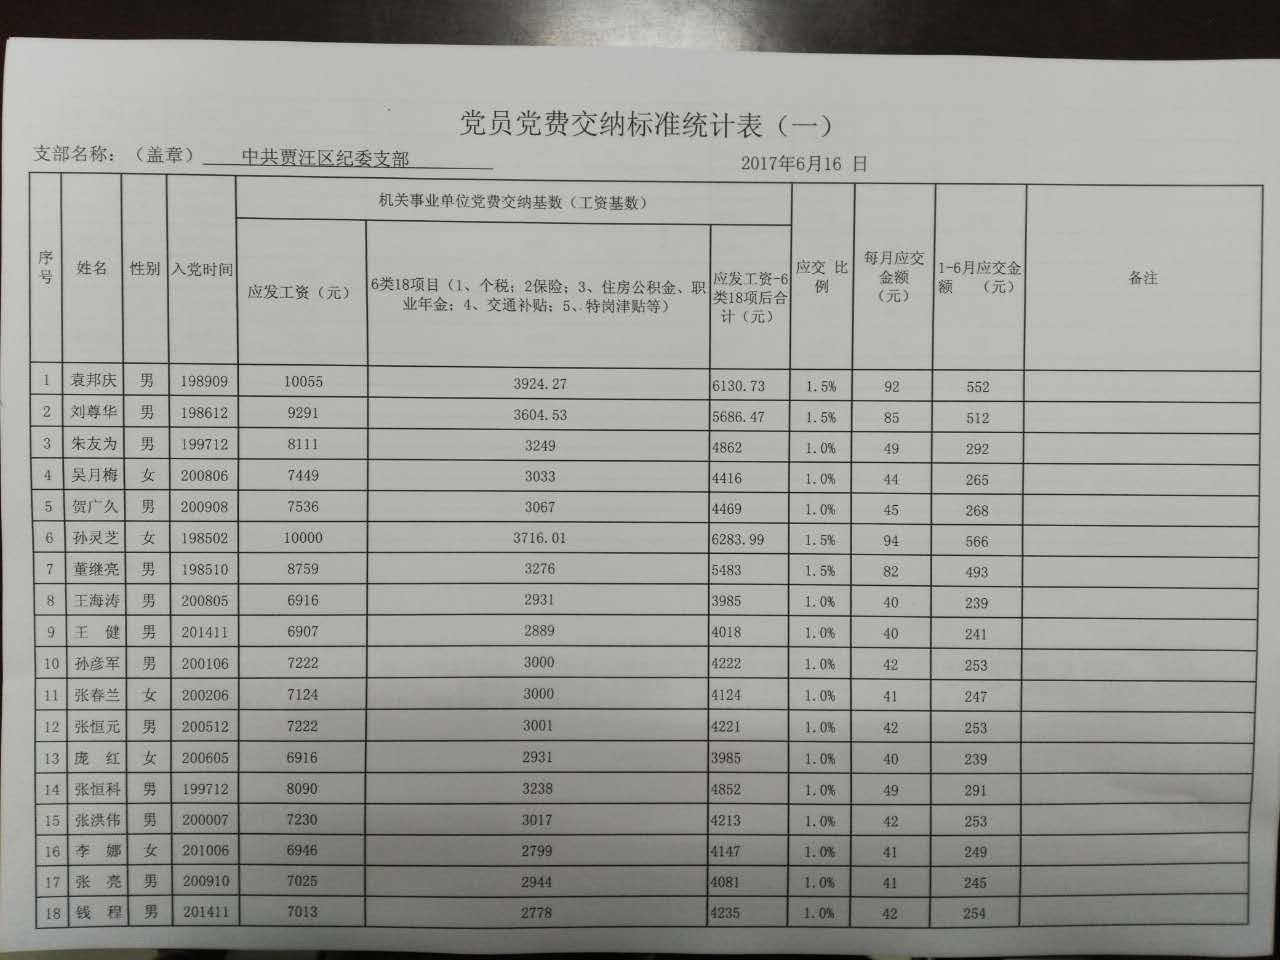 党员党费交纳标准统计表（一）
支部名称：（盖章） 中共贾汪区纪委支部 2017年6月16 日
序号 姓名 性别 入党时间 机关事业单位党费交纳基数（工资基数） 应交 比例 每月应交金额（元） 1-6月应交金额 （元） 备注
应发工资（元） 6类18项目（1、个税；2保险；3、住房公积金、职业年金；4、交通补贴；5、特岗津贴等） 应发工资-6类18项后合计（元）
1 袁邦庆 男 198909 10055 3924.27 6130.73 1.5% 92 552
2 刘尊华 男 198612 9291 3604.53 5686.47 1.5% 85 512
3 朱友为 男 199712 8111 3249 4862 1.0% 49 292
4 吴月梅 女 200806 7449 3033 4416 1.0% 44 265
5 贺广久 男 200908 7536 3067 4469 1.0% 45 268
6 孙灵芝 女 198502 10000 3716.01 6283.99 1.5% 94 566
7 董继亮 男 198510 8759 3276 5483 1.5% 82 493
8 王海涛 男 200805 6916 2931 3985 1.0% 40 239
9 王 健 男 201411 6907 2889 4018 1.0% 40 241
10 孙彦军 男 200106 7222 3000 4222 1.0% 42 253
11 张春兰 女 200206 7124 3000 4124 1.0% 41 247
12 张恒元 男 200512 7222 3001 4221 1.0% 42 253
13 庞 红 女 200605 6916 2931 3985 1.0% 40 239
14 张恒科 男 199712 8090 3238 4852 1.0% 49 291
15 张洪伟 男 200007 7230 3017 4213 1.0% 42 253
16 李 娜 女 201006 6946 2799 4147 1.0% 41 249
17 张 亮 男 200910 7025 2944 4081 1.0% 41 245
18 钱 程 男 201411 7013 2778 4235 1.0% 42 254